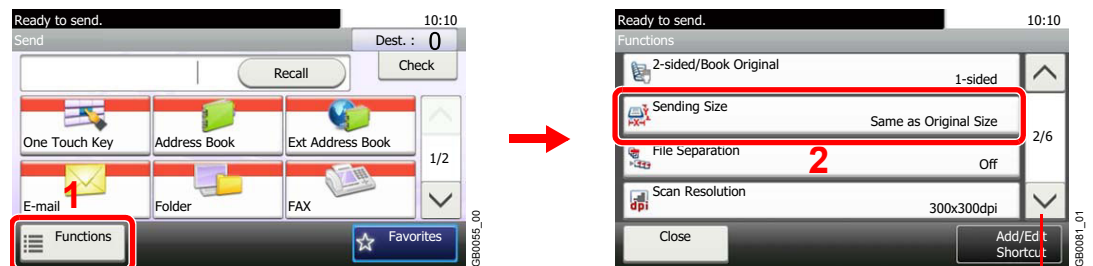 Ready to send.
10:10
Send
Dest. : 0
Recall
Check
One Touch Key
Address Book
Ext Address Book
1/2
E-mail
Folder
FAX
1
Functions
Favorites
GB0055_00
Ready to send.
10:10
Functions
2-sided/Book Original
1-sided
Sending Size
Same as Original Size
2/6
File Separation
Off
2
Scan Resolution
300x300dpi
dpi
Close
Add/Edit
Shortcut
GB0081_01